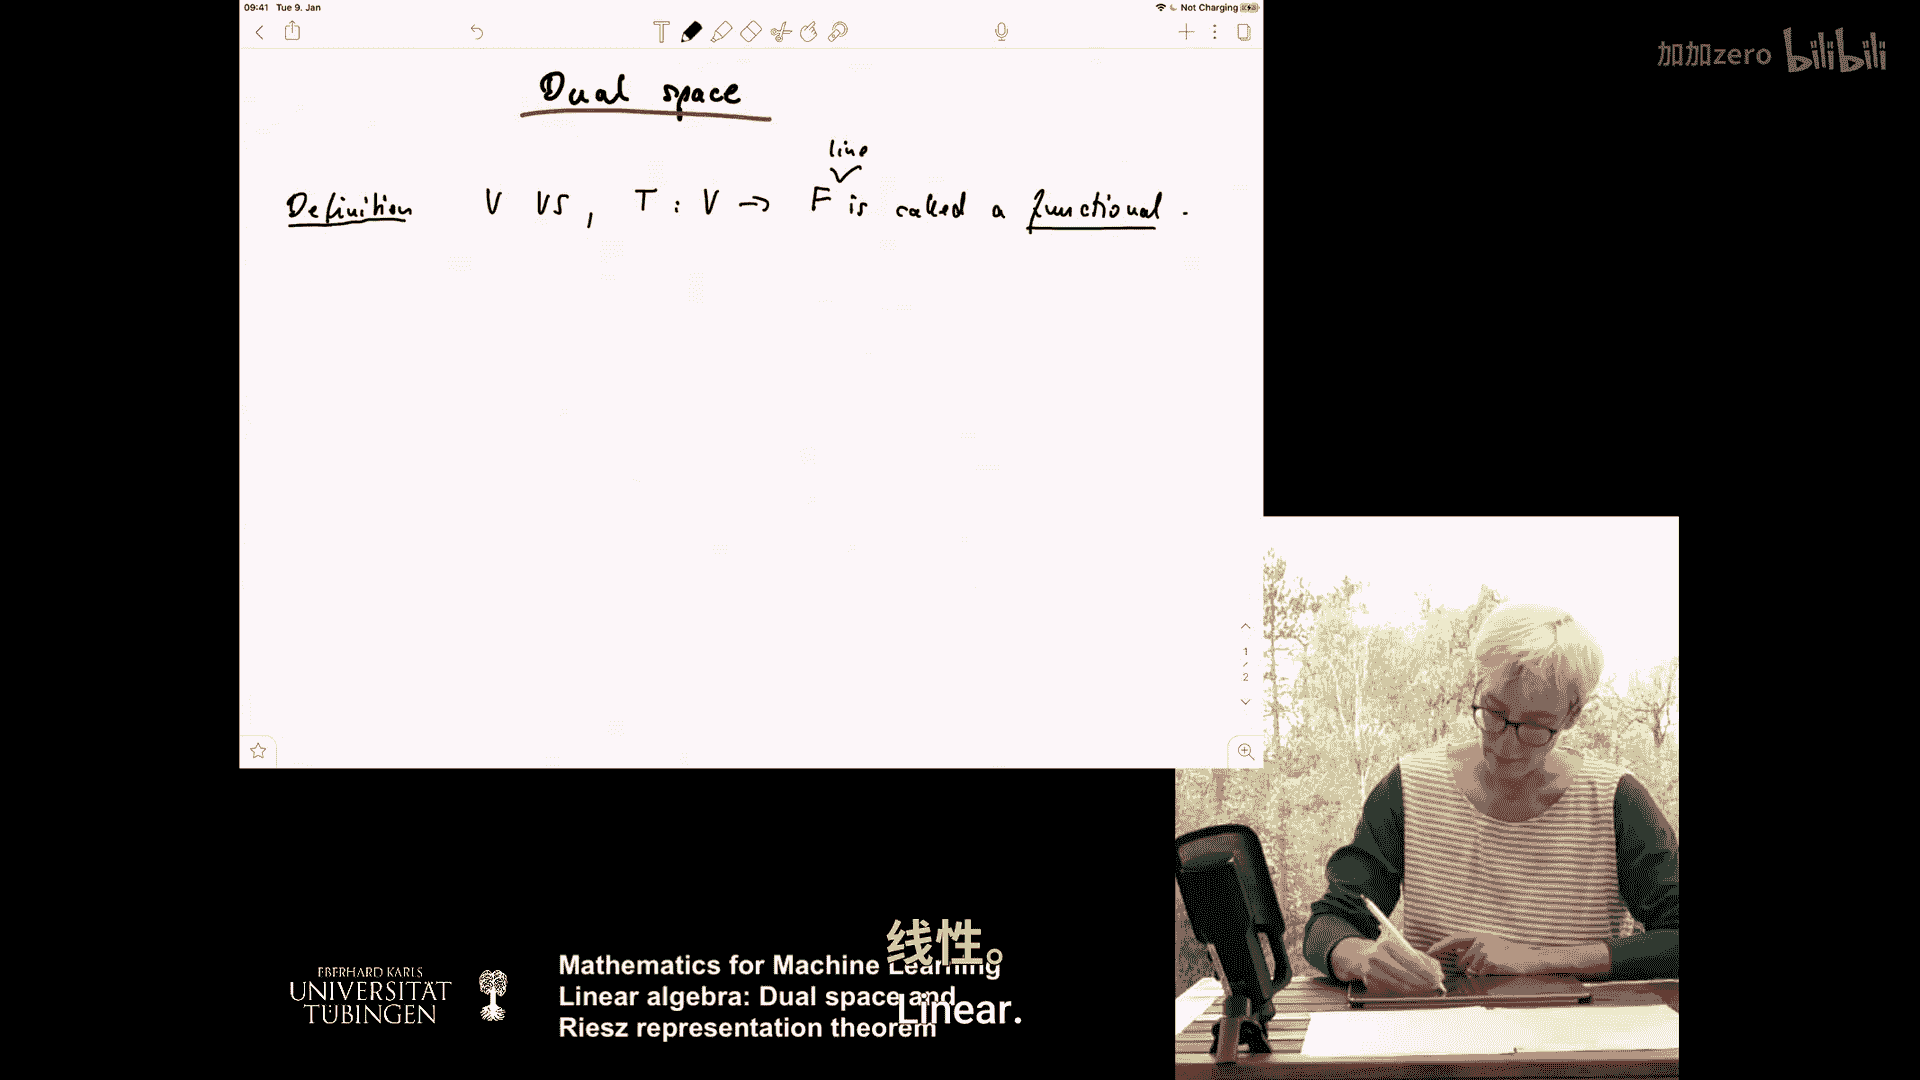 09:41 Tue 9. Jan
Not Charging
加加zero bilibili
Dual space
line
Definition V VS, T : V → F is called a functional.
1
/
2
EBERHARD KARLS
UNIVERSITÄT
TÜBINGEN
Mathematics for Machine Learning
Linear algebra: Dual space and
Riesz representation theorem
线性。
Linear.